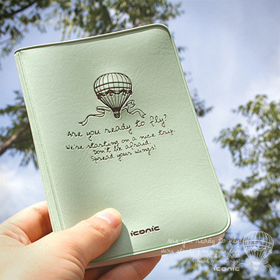 Are you ready to fly?
We're starting on a nice trip
Don't be afraid.
Spread your wings!
iconic
iconic